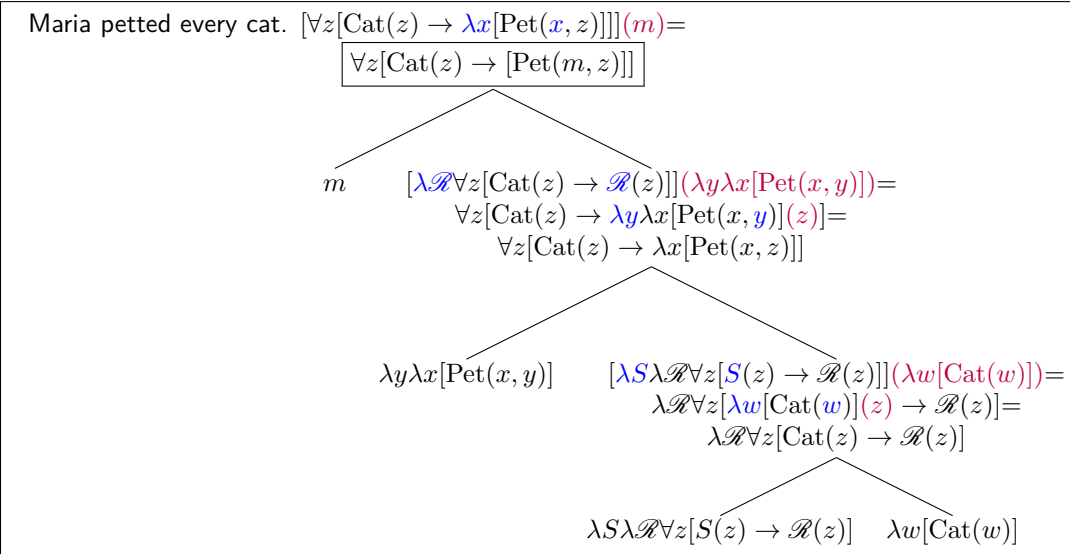 Maria petted every cat. [∀z[Cat(z) → λx[Pet(x, z)]]](m)=
∀z[Cat(z) → [Pet(m, z)]]
m [λℛ∀z[Cat(z) → ℛ(z)]](λyλx[Pet(x, y)])=
∀z[Cat(z) → λyλx[Pet(x, y)](z)]=
∀z[Cat(z) → λx[Pet(x, z)]]
λyλx[Pet(x, y)] [λSλℛ∀z[S(z) → ℛ(z)]](λw[Cat(w)])=
λℛ∀z[λw[Cat(w)](z) → ℛ(z)]=
λℛ∀z[Cat(z) → ℛ(z)]
λSλℛ∀z[S(z) → ℛ(z)] λw[Cat(w)]